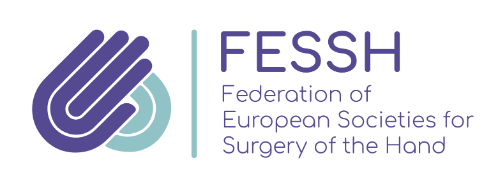 FESSH
Federation of
European Societies for
Surgery of the Hand